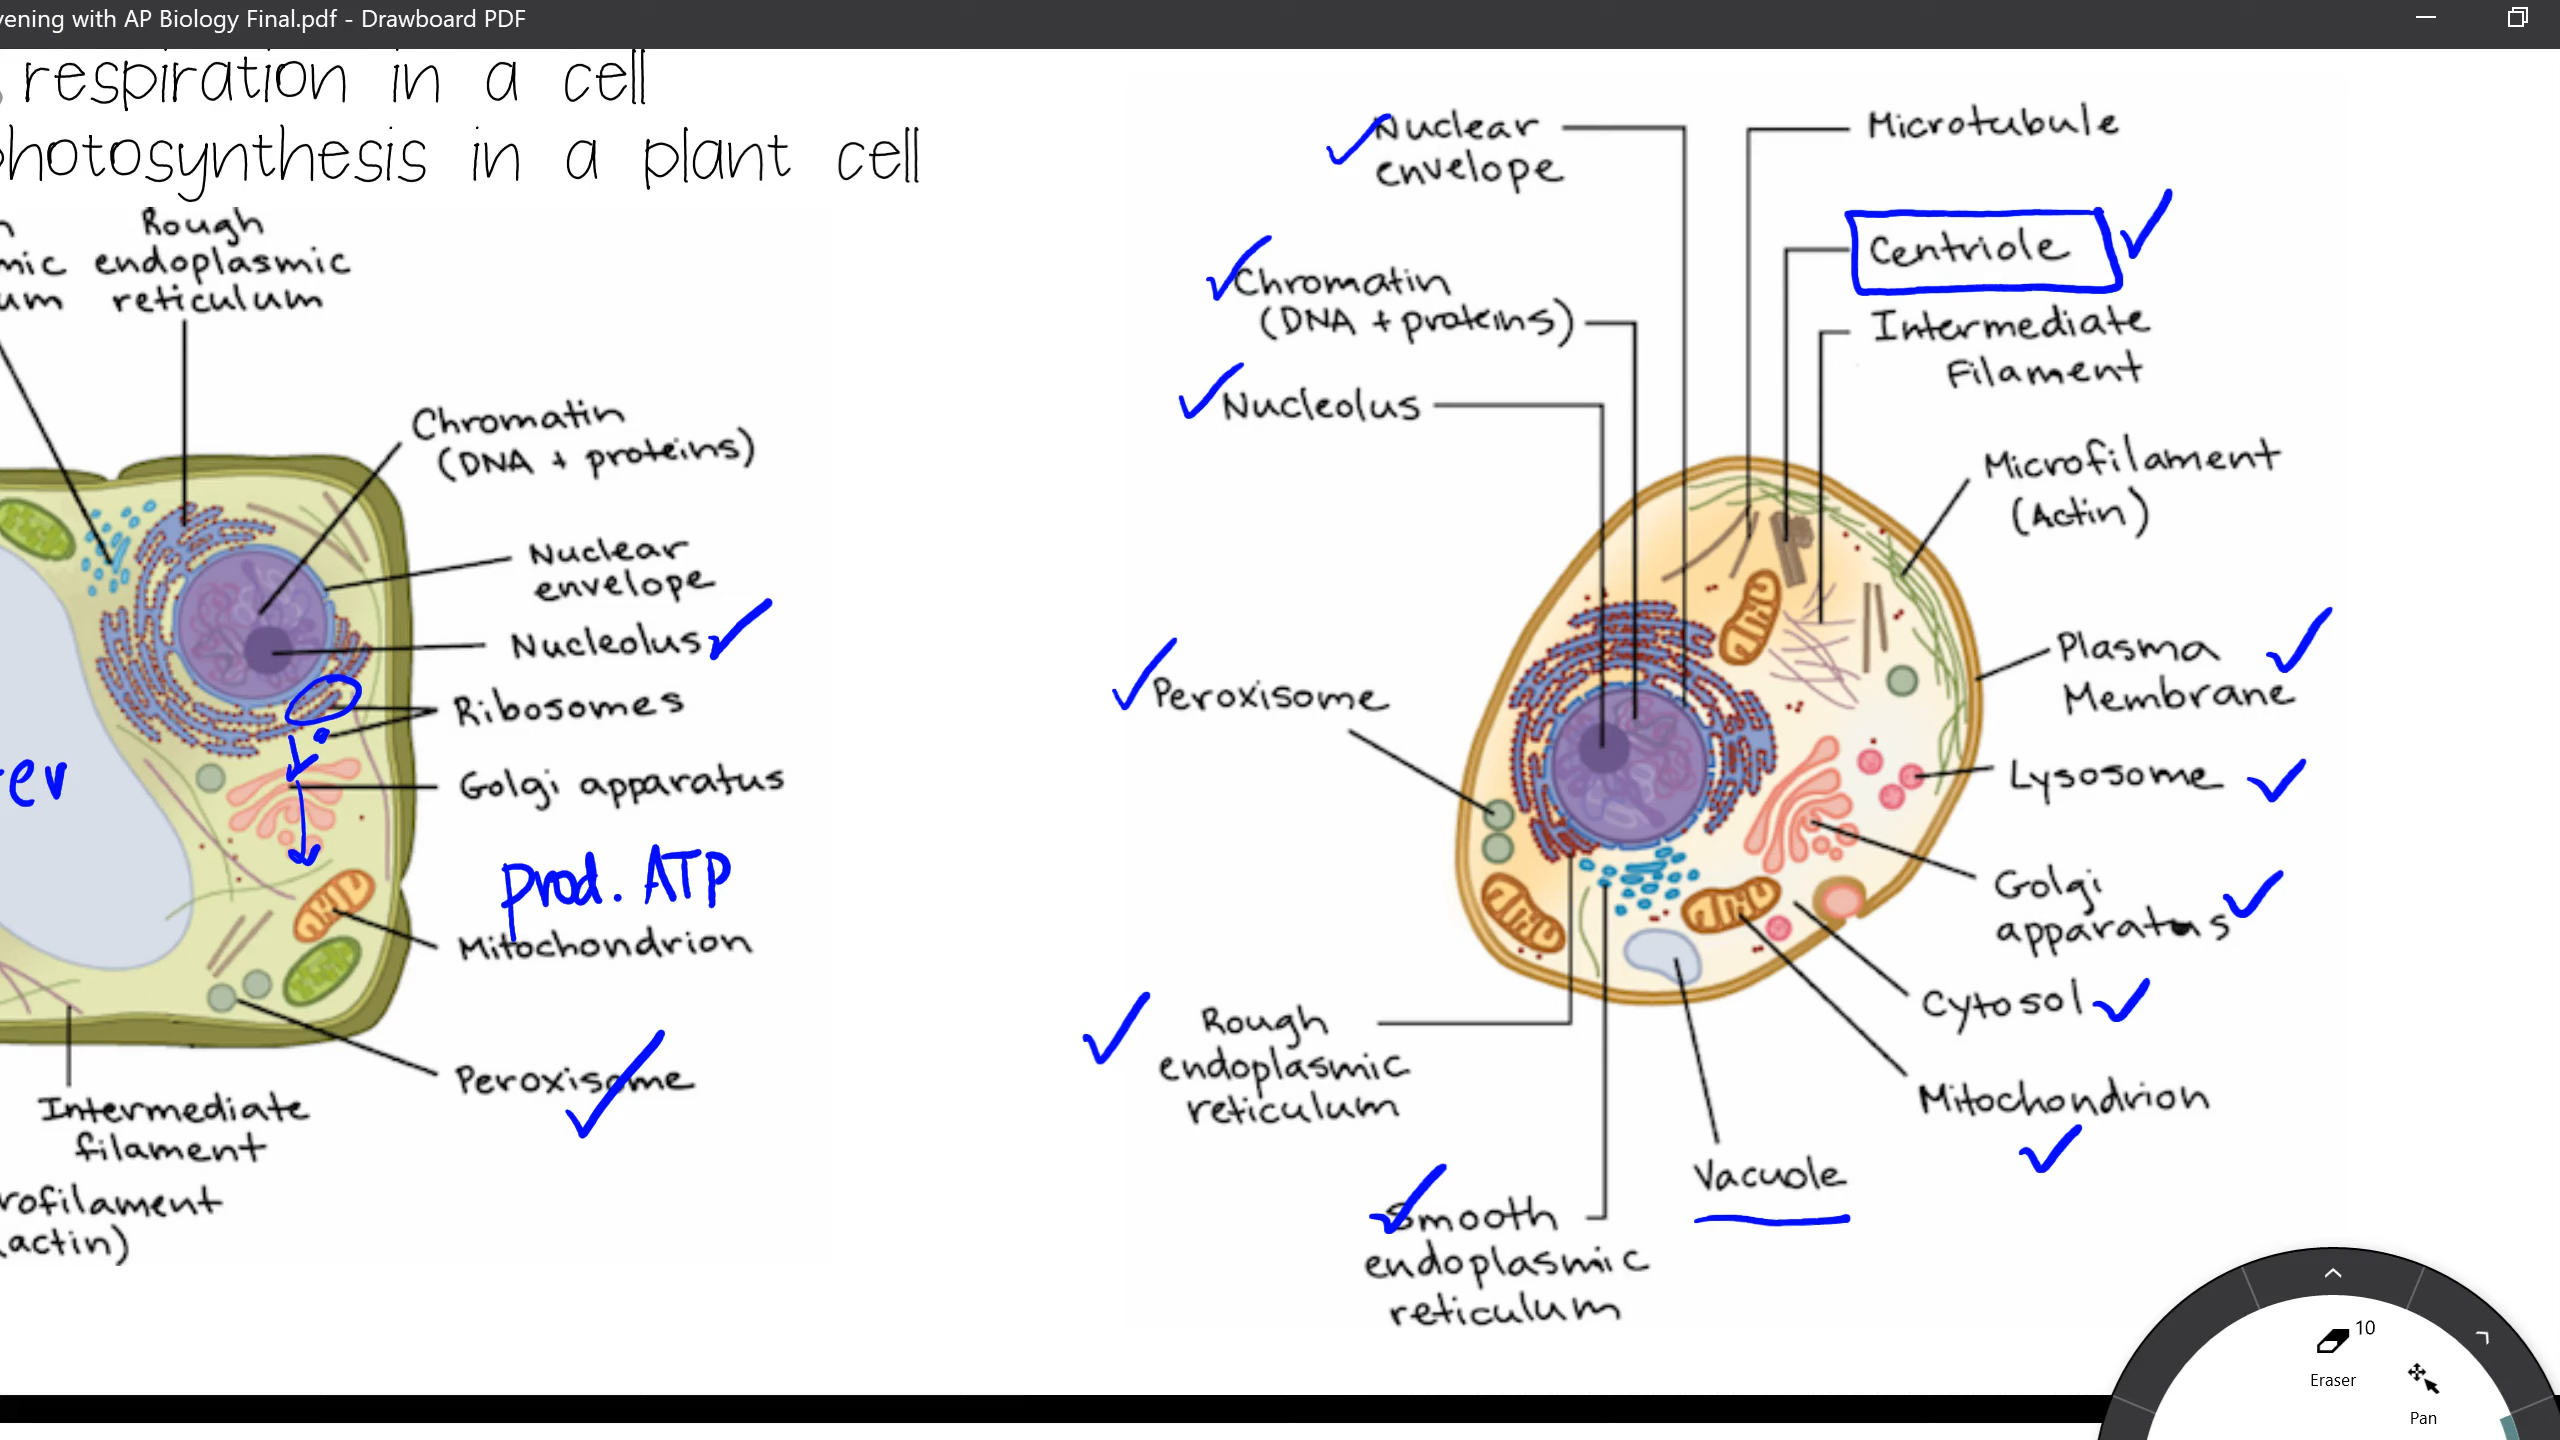 vening with AP Biology Final.pdf - Drawboard PDF
respiration in a cell
hotosynthesis in a plant cell
Rough
mic endoplasmic
um reticulum
Chromatin
(DNA + proteins)
Nuclear
envelope
Nucleolus
Ribosomes
er
Golgi apparatus
prod. ATP
Mitochondrion
Peroxisome
Intermediate
filament
rofilament
actin)
Nuclear
envelope
Microtubule
Centriole
Chromatin
(DNA + proteins)
Intermediate
Filament
Nucleolus
Microfilament
(Actin)
Peroxisome
Plasma
Membrane
Lysosome
Golgi
apparatus
Cytosol
Rough
endoplasmic
reticulum
Mitochondrion
Vacuole
Smooth
endoplasmic
reticulum
10
Eraser
Pan